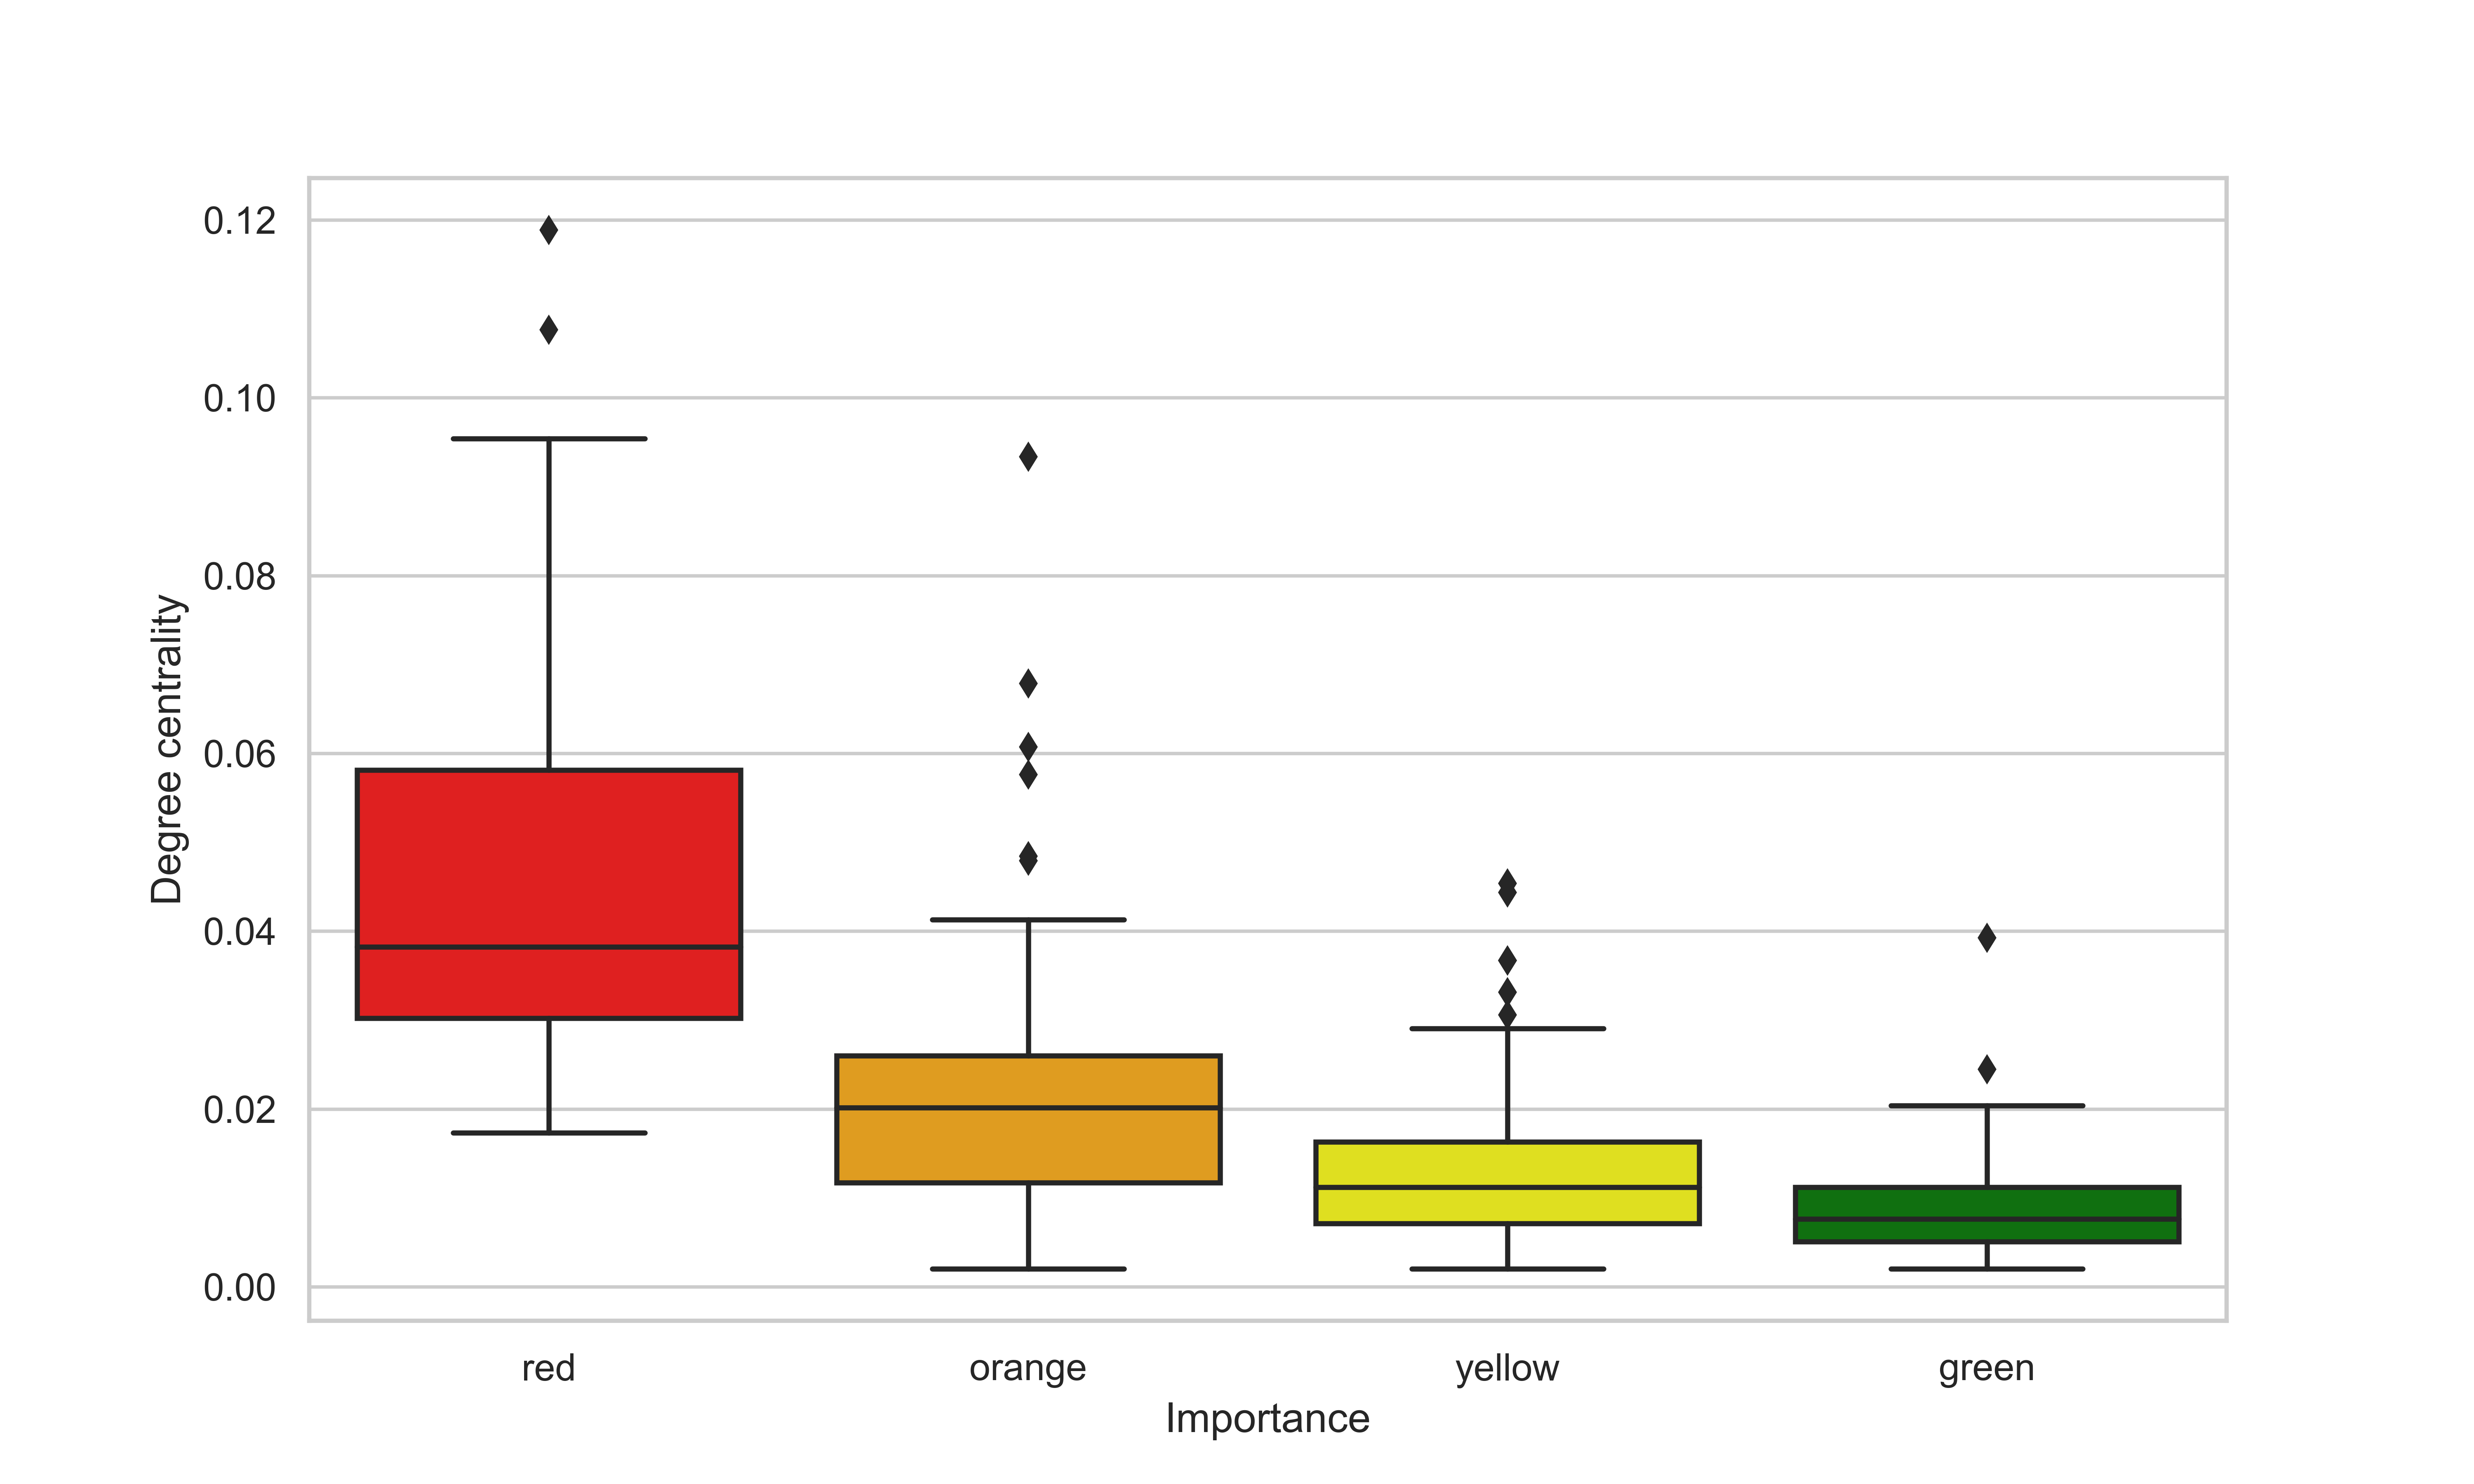 0.12
0.10
0.08
0.06
0.04
0.02
0.00
Degree centrality
red
orange
yellow
green
Importance